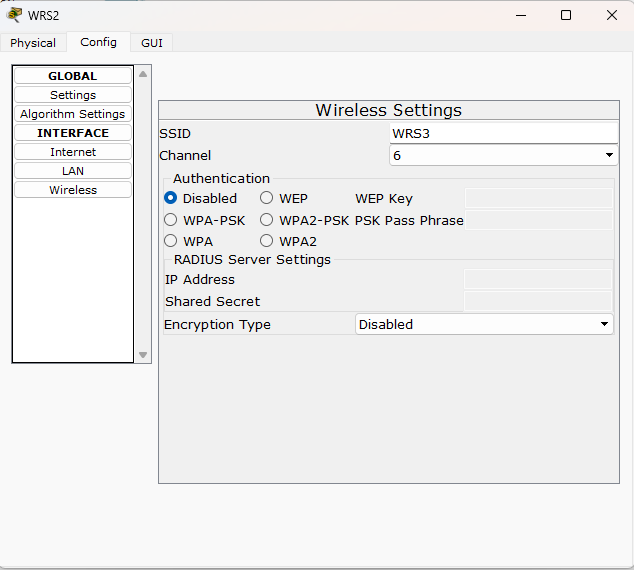 WRS2
Physical Config GUI
GLOBAL
Settings
Algorithm Settings
INTERFACE
Internet
LAN
Wireless
Wireless Settings
SSID WRS3
Channel 6
Authentication
Disabled WEP WEP Key
WPA-PSK WPA2-PSK PSK Pass Phrase
WPA WPA2
RADIUS Server Settings
IP Address
Shared Secret
Encryption Type Disabled